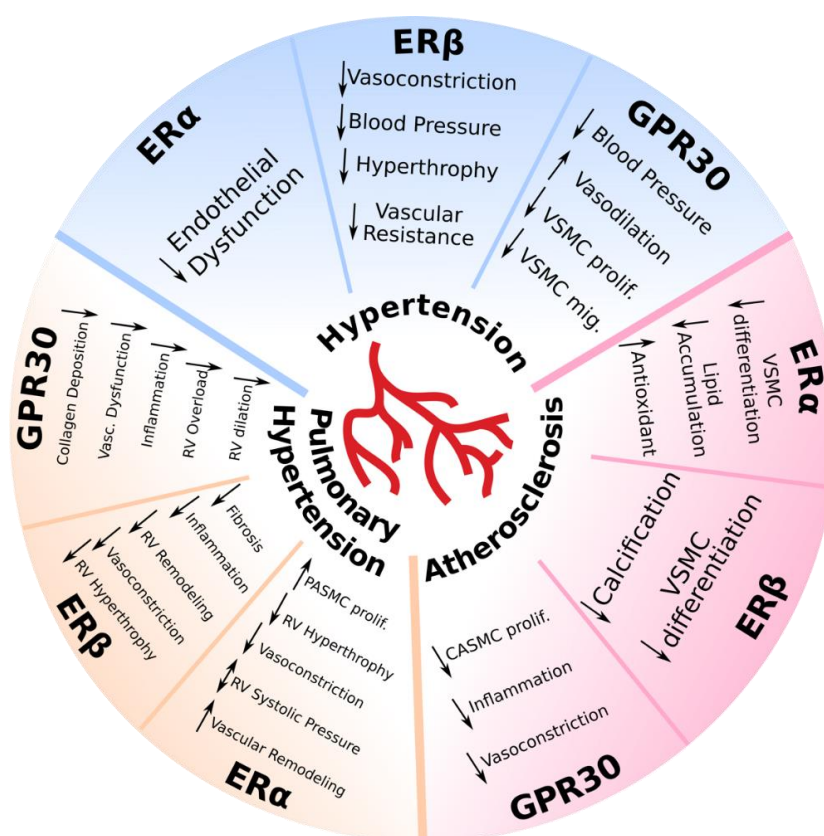 ERβ
↓Vasoconstriction
↓Blood Pressure
↓Hyperthrophy
↓Vascular
Resistance
GPR30
↓Blood Pressure
↑Vasodilation
↓VSMC prolif.
↓VSMC mig.
ERα
↓VSMC
differentiation
↓Lipid
Accumulation
↑Antioxidant
ERβ
↓Calcification
↓VSMC
differentiation
GPR30
↓CASMC prolif.
↓Inflammation
↓Vasoconstriction
ERα
↑PASMC prolif.
↓RV Hyperthrophy
↓Vasoconstriction
↕RV Systolic Pressure
↑Vascular Remodeling
ERβ
↓Fibrosis
↓Inflammation
↓RV Remodeling
↓Vasoconstriction
↓RV Hyperthrophy
GPR30
↓Collagen Deposition
↓Vasc. Dysfunction
↓Inflammation
↓RV Overload
↓RV dilation
ERα
↓Endothelial
Dysfunction
Hypertension
Atherosclerosis
Pulmonary
Hypertension